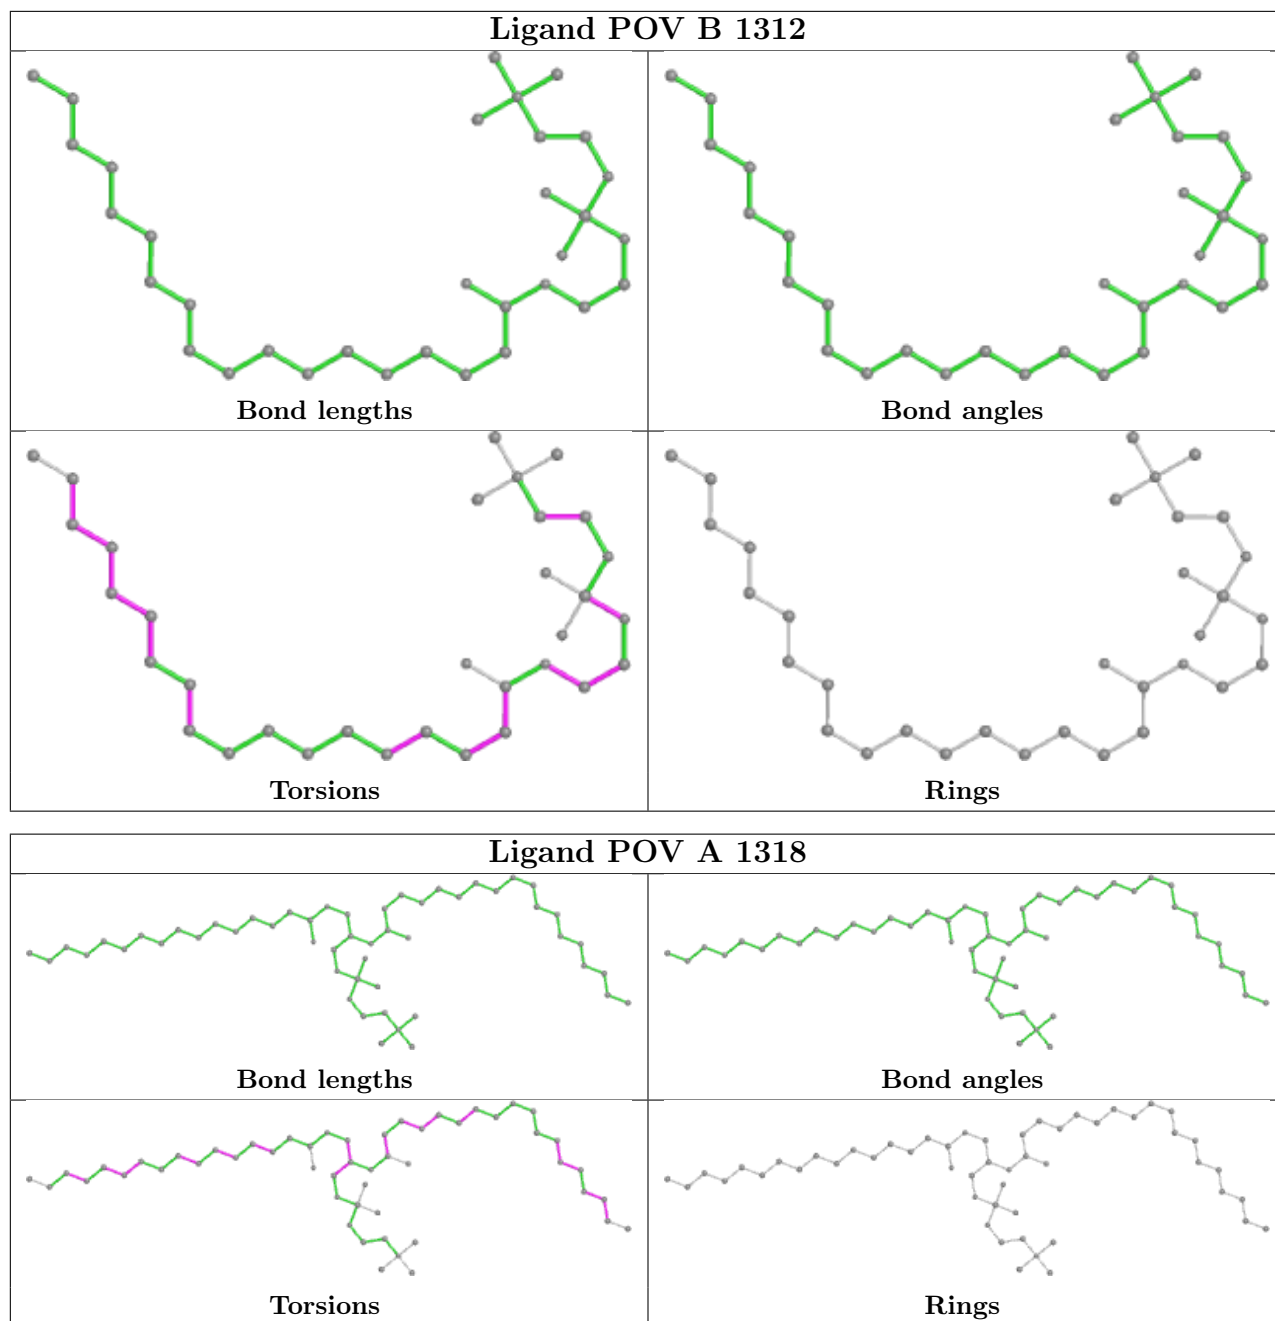 Ligand POV B 1312
Bond lengths
Bond angles
Torsions
Rings
Ligand POV A 1318
Bond lengths
Bond angles
Torsions
Rings